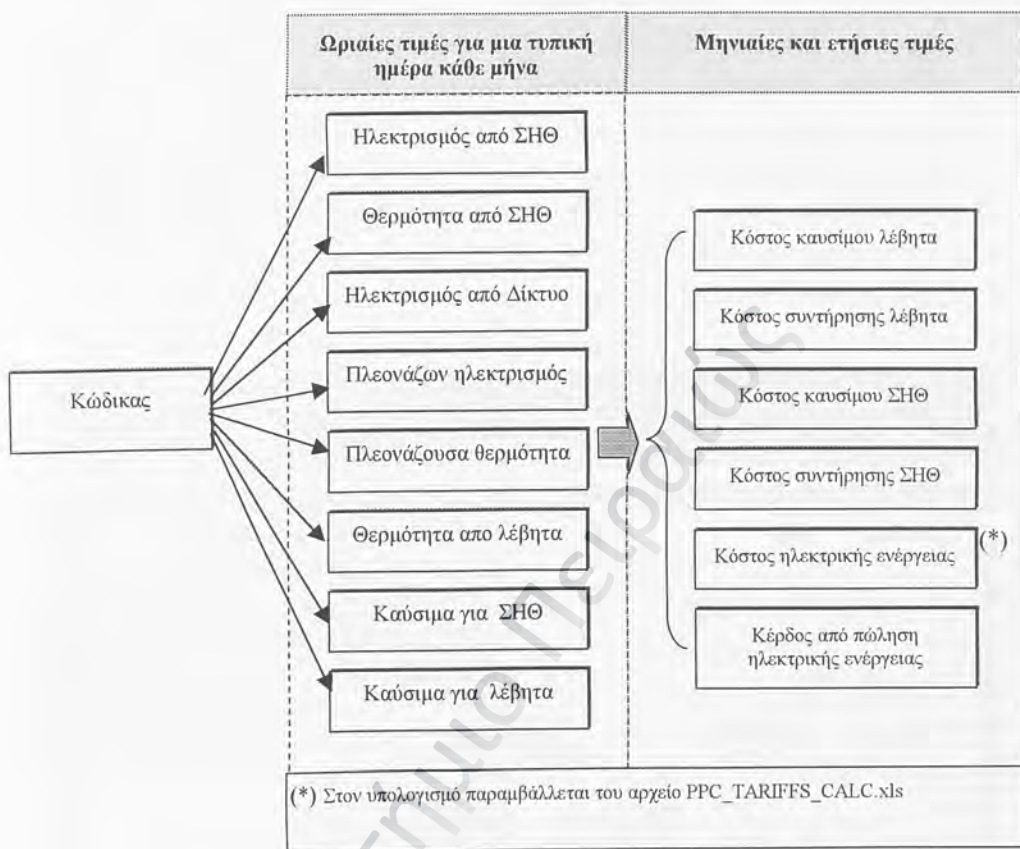 Ωριαίες τιμές για μια τυπική
ημέρα κάθε μήνα
Μηνιαίες και ετήσιες τιμές
Κώδικας
Ηλεκτρισμός από ΣΗΘ
Θερμότητα από ΣΗΘ
Ηλεκτρισμός από Δίκτυο
Πλεονάζων ηλεκτρισμός
Πλεονάζουσα θερμότητα
Θερμότητα απο λέβητα
Καύσιμα για ΣΗΘ
Καύσιμα για λέβητα
Κόστος καυσίμου λέβητα
Κόστος συντήρησης λέβητα
Κόστος καυσίμου ΣΗΘ
Κόστος συντήρησης ΣΗΘ
Κόστος ηλεκτρικής ενέργειας
(*)
Κέρδος από πώληση
ηλεκτρικής ενέργειας
(*) Στον υπολογισμό παραμβάλλεται του αρχείο PPC_TARIFFS_CALC.xls
Πειραιώς